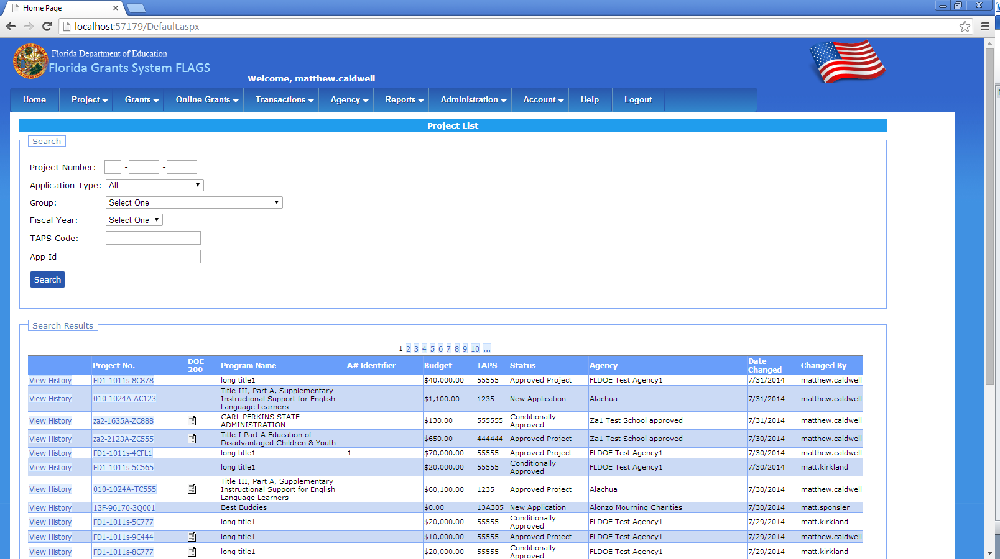 Home Page
localhost:57179/Default.aspx
Florida Department of Education
Florida Grants System FLAGS
Welcome, matthew.caldwell
Home Project Grants Online Grants Transactions Agency Reports Administration Account Help Logout
Project List
Search
Project Number: - -
Application Type: All
Group: Select One
Fiscal Year: Select One
TAPS Code:
App Id
Search
Search Results
1 2 3 4 5 6 7 8 9 10 ...
Project No. DOE 200 Program Name A# Identifier Budget TAPS Status Agency Date Changed Changed By
View History FD1-1011s-8C878 long title1 $40,000.00 55555 Approved Project FLDOE Test Agency1 7/31/2014 matthew.caldwell
View History 010-1024A-AC123 Title III, Part A, Supplementary Instructional Support for English Language Learners $1,100.00 1235 New Application Alachua 7/31/2014 matthew.caldwell
View History za2-1635A-ZC888 CARL PERKINS STATE ADMINISTRATION $130.00 555555 Conditionally Approved Za1 Test School approved 7/31/2014 matthew.caldwell
View History za2-2123A-ZC555 Title I Part A Education of Disadvantaged Children & Youth $650.00 444444 Approved Project Za1 Test School approved 7/30/2014 matthew.caldwell
View History FD1-1011s-4CFL1 long title1 1 $70,000.00 55555 Approved Project FLDOE Test Agency1 7/30/2014 matthew.caldwell
View History FD1-1011s-5C565 long title1 $20,000.00 55555 Conditionally Approved FLDOE Test Agency1 7/30/2014 matt.kirkland
View History 010-1024A-TC555 Title III, Part A, Supplementary Instructional Support for English Language Learners $60,100.00 1235 Approved Project Alachua 7/30/2014 matthew.caldwell
View History 13F-96170-3Q001 Best Buddies $0.00 13A305 New Application Alonzo Mourning Charities 7/30/2014 matt.sponsler
View History FD1-1011s-5C777 long title1 $20,000.00 55555 Conditionally Approved FLDOE Test Agency1 7/29/2014 matt.kirkland
View History FD1-1011s-9C444 long title1 $10,000.00 55555 Approved Project FLDOE Test Agency1 7/29/2014 matthew.caldwell
View History FD1-1011s-8C777 long title1 $20,000.00 55555 Conditionally Approved FLDOE Test Agency1 7/29/2014 matt.kirkland